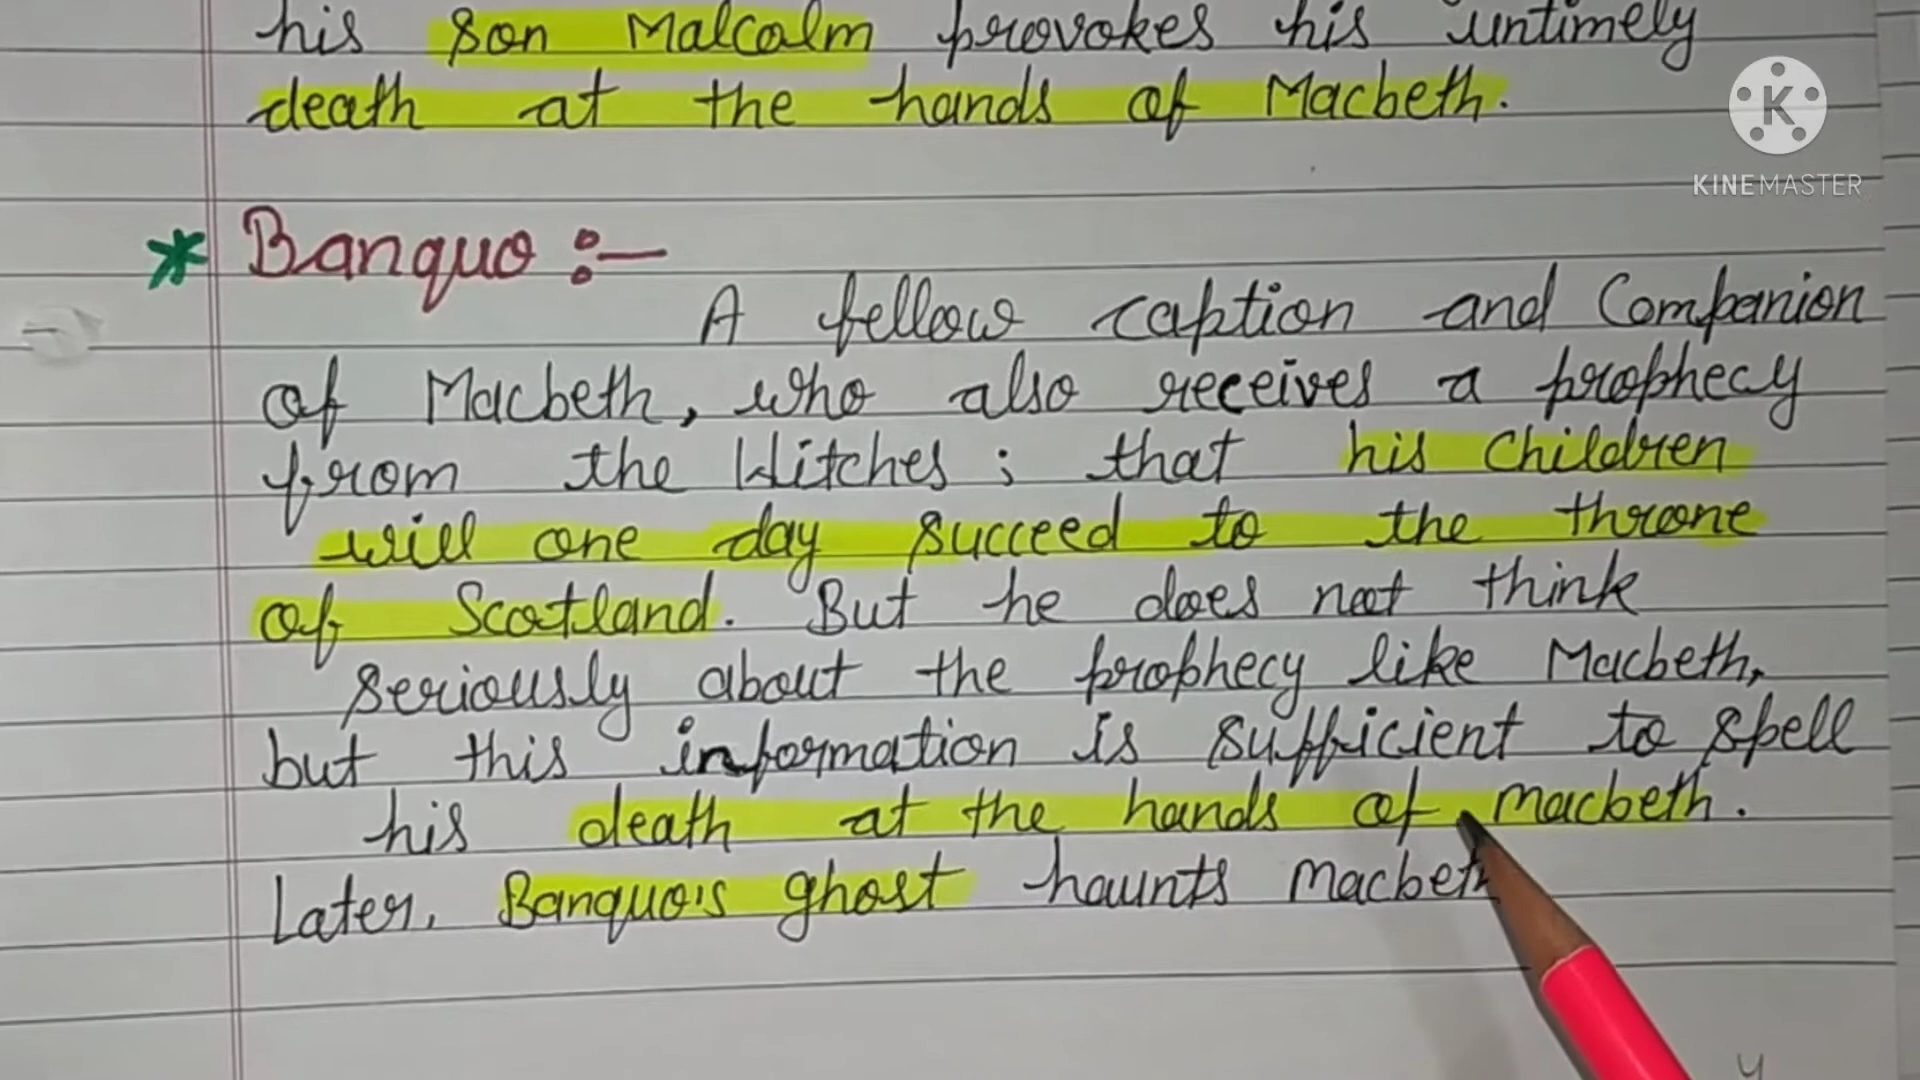 his son Malcolm provokes his untimely
death at the hands of Macbeth.
K
KINEMASTER
* Banquo :-
A fellow caption and Companion
of Macbeth, who also receives a prophecy
from the Witches ; that his children
will one day succeed to the throne
of Scotland. But he does not think
seriously about the prophecy like Macbeth,
but this information is sufficient to spell
his death at the hands of Macbeth.
Later, Banquo's ghost haunts Macbeth